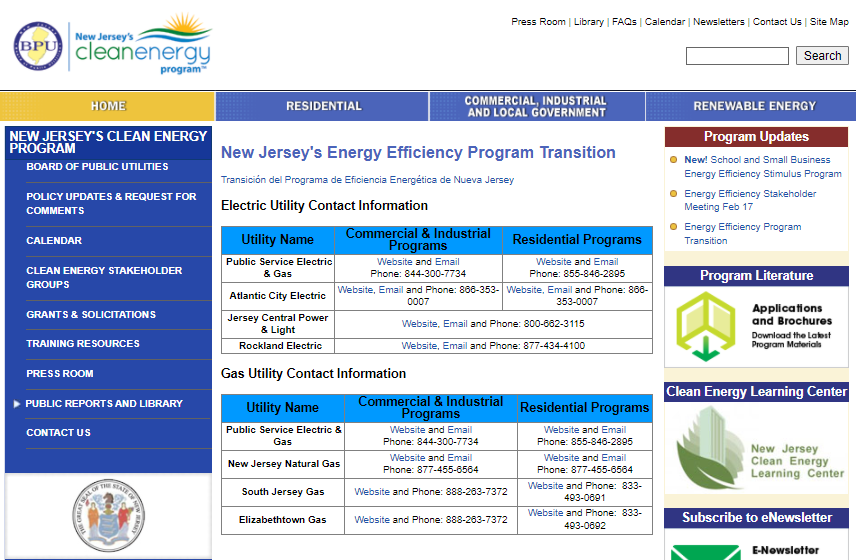 Press Room | Library | FAQs | Calendar | Newsletters | Contact Us | Site Map
BPU
New Jersey's
cleanenergy
program™
Search
HOME
RESIDENTIAL
COMMERCIAL, INDUSTRIAL
AND LOCAL GOVERNMENT
RENEWABLE ENERGY
NEW JERSEY'S CLEAN ENERGY
PROGRAM
BOARD OF PUBLIC UTILITIES
POLICY UPDATES & REQUEST FOR
COMMENTS
CALENDAR
CLEAN ENERGY STAKEHOLDER
GROUPS
GRANTS & SOLICITATIONS
TRAINING RESOURCES
PRESS ROOM
PUBLIC REPORTS AND LIBRARY
CONTACT US
THE GREAT SEAL OF THE STATE OF NEW JERSEY
New Jersey's Energy Efficiency Program Transition
Transición del Programa de Eficiencia Energética de Nueva Jersey
Electric Utility Contact Information
Utility Name
Commercial & Industrial
Programs
Residential Programs
Public Service Electric
& Gas
Website and Email
Phone: 844-300-7734
Website and Email
Phone: 855-846-2895
Atlantic City Electric
Website, Email and Phone: 866-353-
0007
Website, Email and Phone: 866-
353-0007
Jersey Central Power
& Light
Website, Email and Phone: 800-662-3115
Rockland Electric
Website, Email and Phone: 877-434-4100
Gas Utility Contact Information
Utility Name
Commercial & Industrial
Programs
Residential Programs
Public Service Electric &
Gas
Website and Email
Phone: 844-300-7734
Website and Email
Phone: 855-846-2895
New Jersey Natural Gas
Website and Email
Phone: 877-455-6564
Website and Email
Phone: 877-455-6564
South Jersey Gas
Website and Phone: 888-263-7372
Website and Phone: 833-
493-0691
Elizabethtown Gas
Website and Phone: 888-263-7372
Website and Phone: 833-
493-0692
Program Updates
New! School and Small Business
Energy Efficiency Stimulus Program
Energy Efficiency Stakeholder
Meeting Feb 17
Energy Efficiency Program
Transition
Program Literature
Applications
and Brochures
Download the Latest
Program Materials
Clean Energy Learning Center
New Jersey
Clean Energy
Learning Center
Subscribe to eNewsletter
E-Newsletter